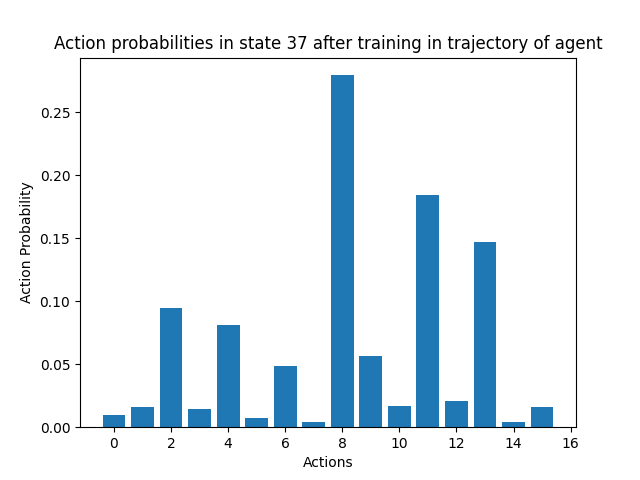 Action probabilities in state 37 after training in trajectory of agent
Action Probability
0.25
0.20
0.15
0.10
0.05
0.00
0 2 4 6 8 10 12 14 16
Actions